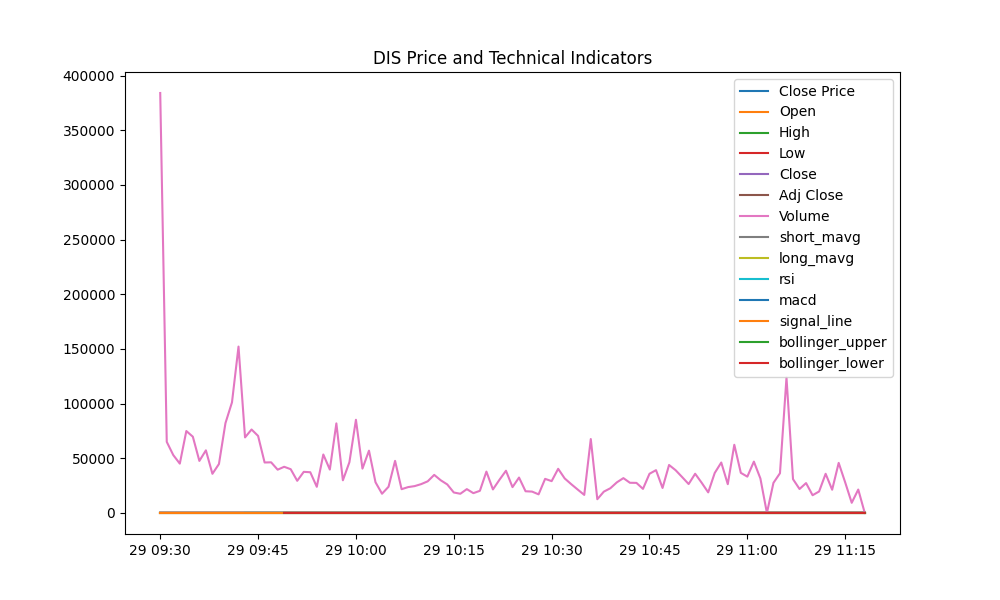 DIS Price and Technical Indicators
400000
350000
300000
250000
200000
150000
100000
50000
0
Close Price
Open
High
Low
Close
Adj Close
Volume
short_mavg
long_mavg
rsi
macd
signal_line
bollinger_upper
bollinger_lower
29 09:30 29 09:45 29 10:00 29 10:15 29 10:30 29 10:45 29 11:00 29 11:15